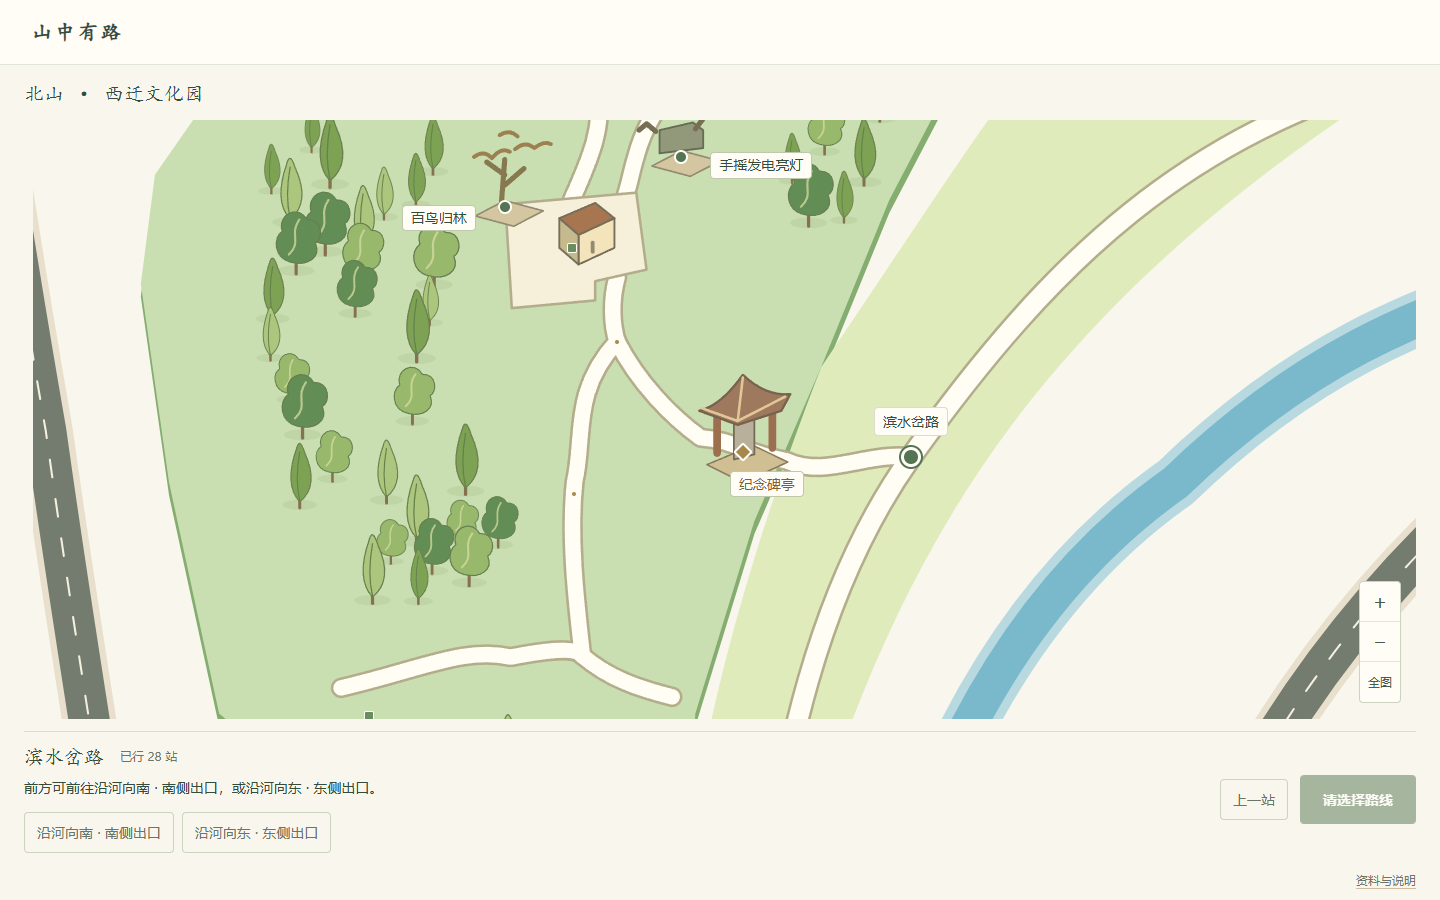 山中有路
北山 • 西迁文化园
手摇发电亮灯
百鸟归林
滨水岔路
纪念碑亭
+
−
全图
滨水岔路 已行 28 站
前方可前往沿河向南 · 南侧出口，或沿河向东 · 东侧出口。
上一站 请选择路线
沿河向南 · 南侧出口 沿河向东 · 东侧出口
资料与说明